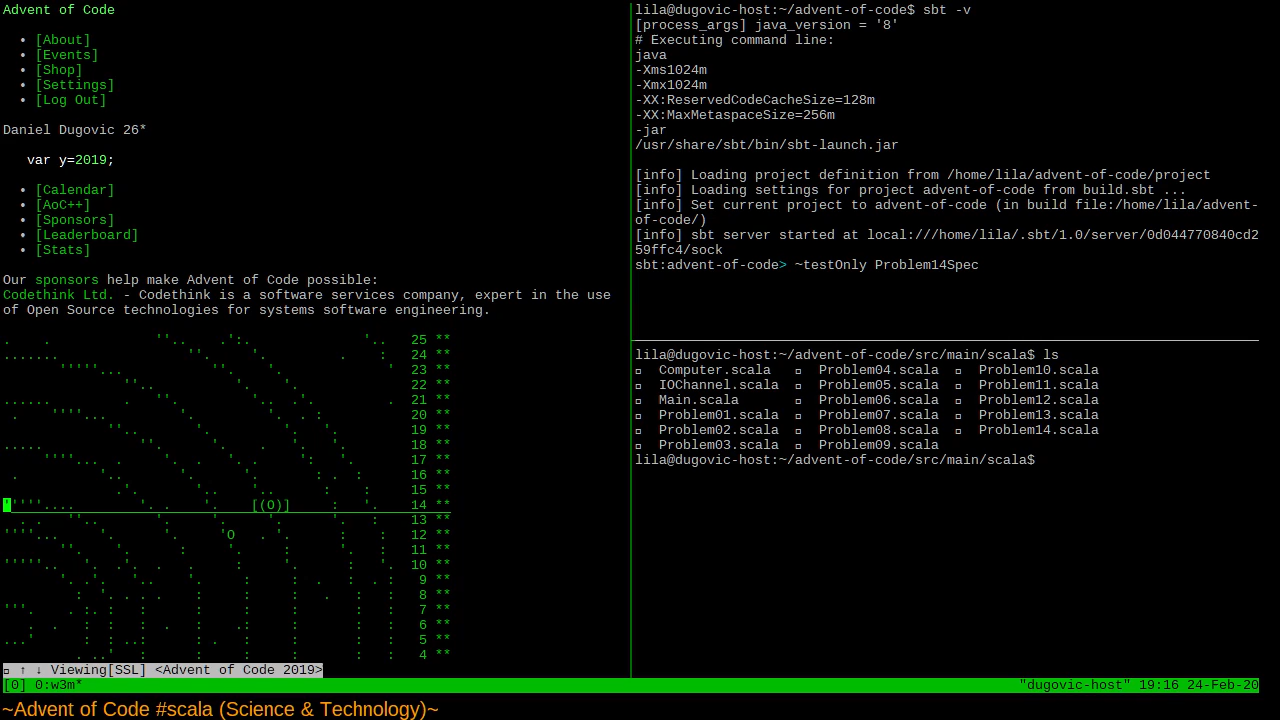 Advent of Code
• [About]
• [Events]
• [Shop]
• [Settings]
• [Log Out]
Daniel Dugovic 26*
var y=2019;
• [Calendar]
• [AoC++]
• [Sponsors]
• [Leaderboard]
• [Stats]
Our sponsors help make Advent of Code possible:
Codethink Ltd. - Codethink is a software services company, expert in the use
of Open Source technologies for systems software engineering.
25 **
24 **
23 **
22 **
21 **
20 **
19 **
18 **
17 **
16 **
15 **
[(O)] 14 **
13 **
'O 12 **
11 **
10 **
9 **
8 **
7 **
6 **
5 **
4 **
↑ ↓ Viewing[SSL] <Advent of Code 2019>
lila@dugovic-host:~/advent-of-code$ sbt -v
[process_args] java_version = '8'
# Executing command line:
java
-Xms1024m
-Xmx1024m
-XX:ReservedCodeCacheSize=128m
-XX:MaxMetaspaceSize=256m
-jar
/usr/share/sbt/bin/sbt-launch.jar
[info] Loading project definition from /home/lila/advent-of-code/project
[info] Loading settings for project advent-of-code from build.sbt ...
[info] Set current project to advent-of-code (in build file:/home/lila/advent-
of-code/)
[info] sbt server started at local:///home/lila/.sbt/1.0/server/0d044770840cd2
59ffc4/sock
sbt:advent-of-code> ~testOnly Problem14Spec
lila@dugovic-host:~/advent-of-code/src/main/scala$ ls
Computer.scala Problem04.scala Problem10.scala
IOChannel.scala Problem05.scala Problem11.scala
Main.scala Problem06.scala Problem12.scala
Problem01.scala Problem07.scala Problem13.scala
Problem02.scala Problem08.scala Problem14.scala
Problem03.scala Problem09.scala
lila@dugovic-host:~/advent-of-code/src/main/scala$
[0] 0:w3m* "dugovic-host" 19:16 24-Feb-20
~Advent of Code #scala (Science & Technology)~